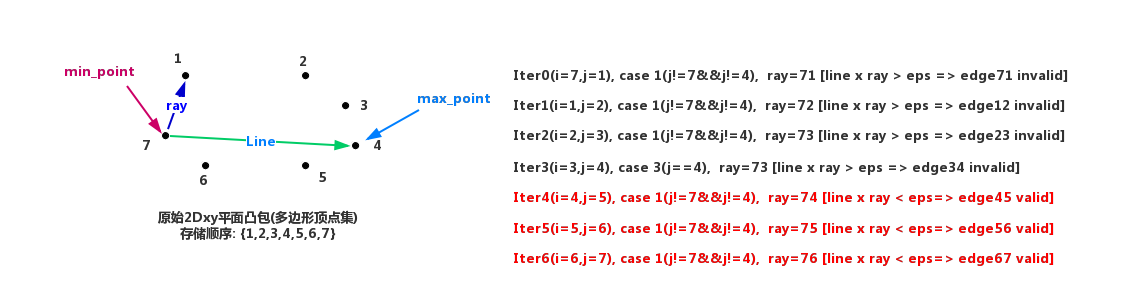 1
2
min_point
ray
3
max_point
7
Line
4
6
5
原始2Dxy平面凸包(多边形顶点集)
存储顺序: {1,2,3,4,5,6,7}
Iter0(i=7,j=1), case 1(j!=7&&j!=4),  ray=71 [line x ray > eps => edge71 invalid]
Iter1(i=1,j=2), case 1(j!=7&&j!=4),  ray=72 [line x ray > eps => edge12 invalid]
Iter2(i=2,j=3), case 1(j!=7&&j!=4),  ray=73 [line x ray > eps => edge23 invalid]
Iter3(i=3,j=4), case 3(j==4),  ray=73 [line x ray > eps => edge34 invalid]
Iter4(i=4,j=5), case 1(j!=7&&j!=4),  ray=74 [line x ray < eps=> edge45 valid]
Iter5(i=5,j=6), case 1(j!=7&&j!=4),  ray=75 [line x ray < eps=> edge56 valid]
Iter6(i=6,j=7), case 1(j!=7&&j!=4),  ray=76 [line x ray < eps=> edge67 valid]